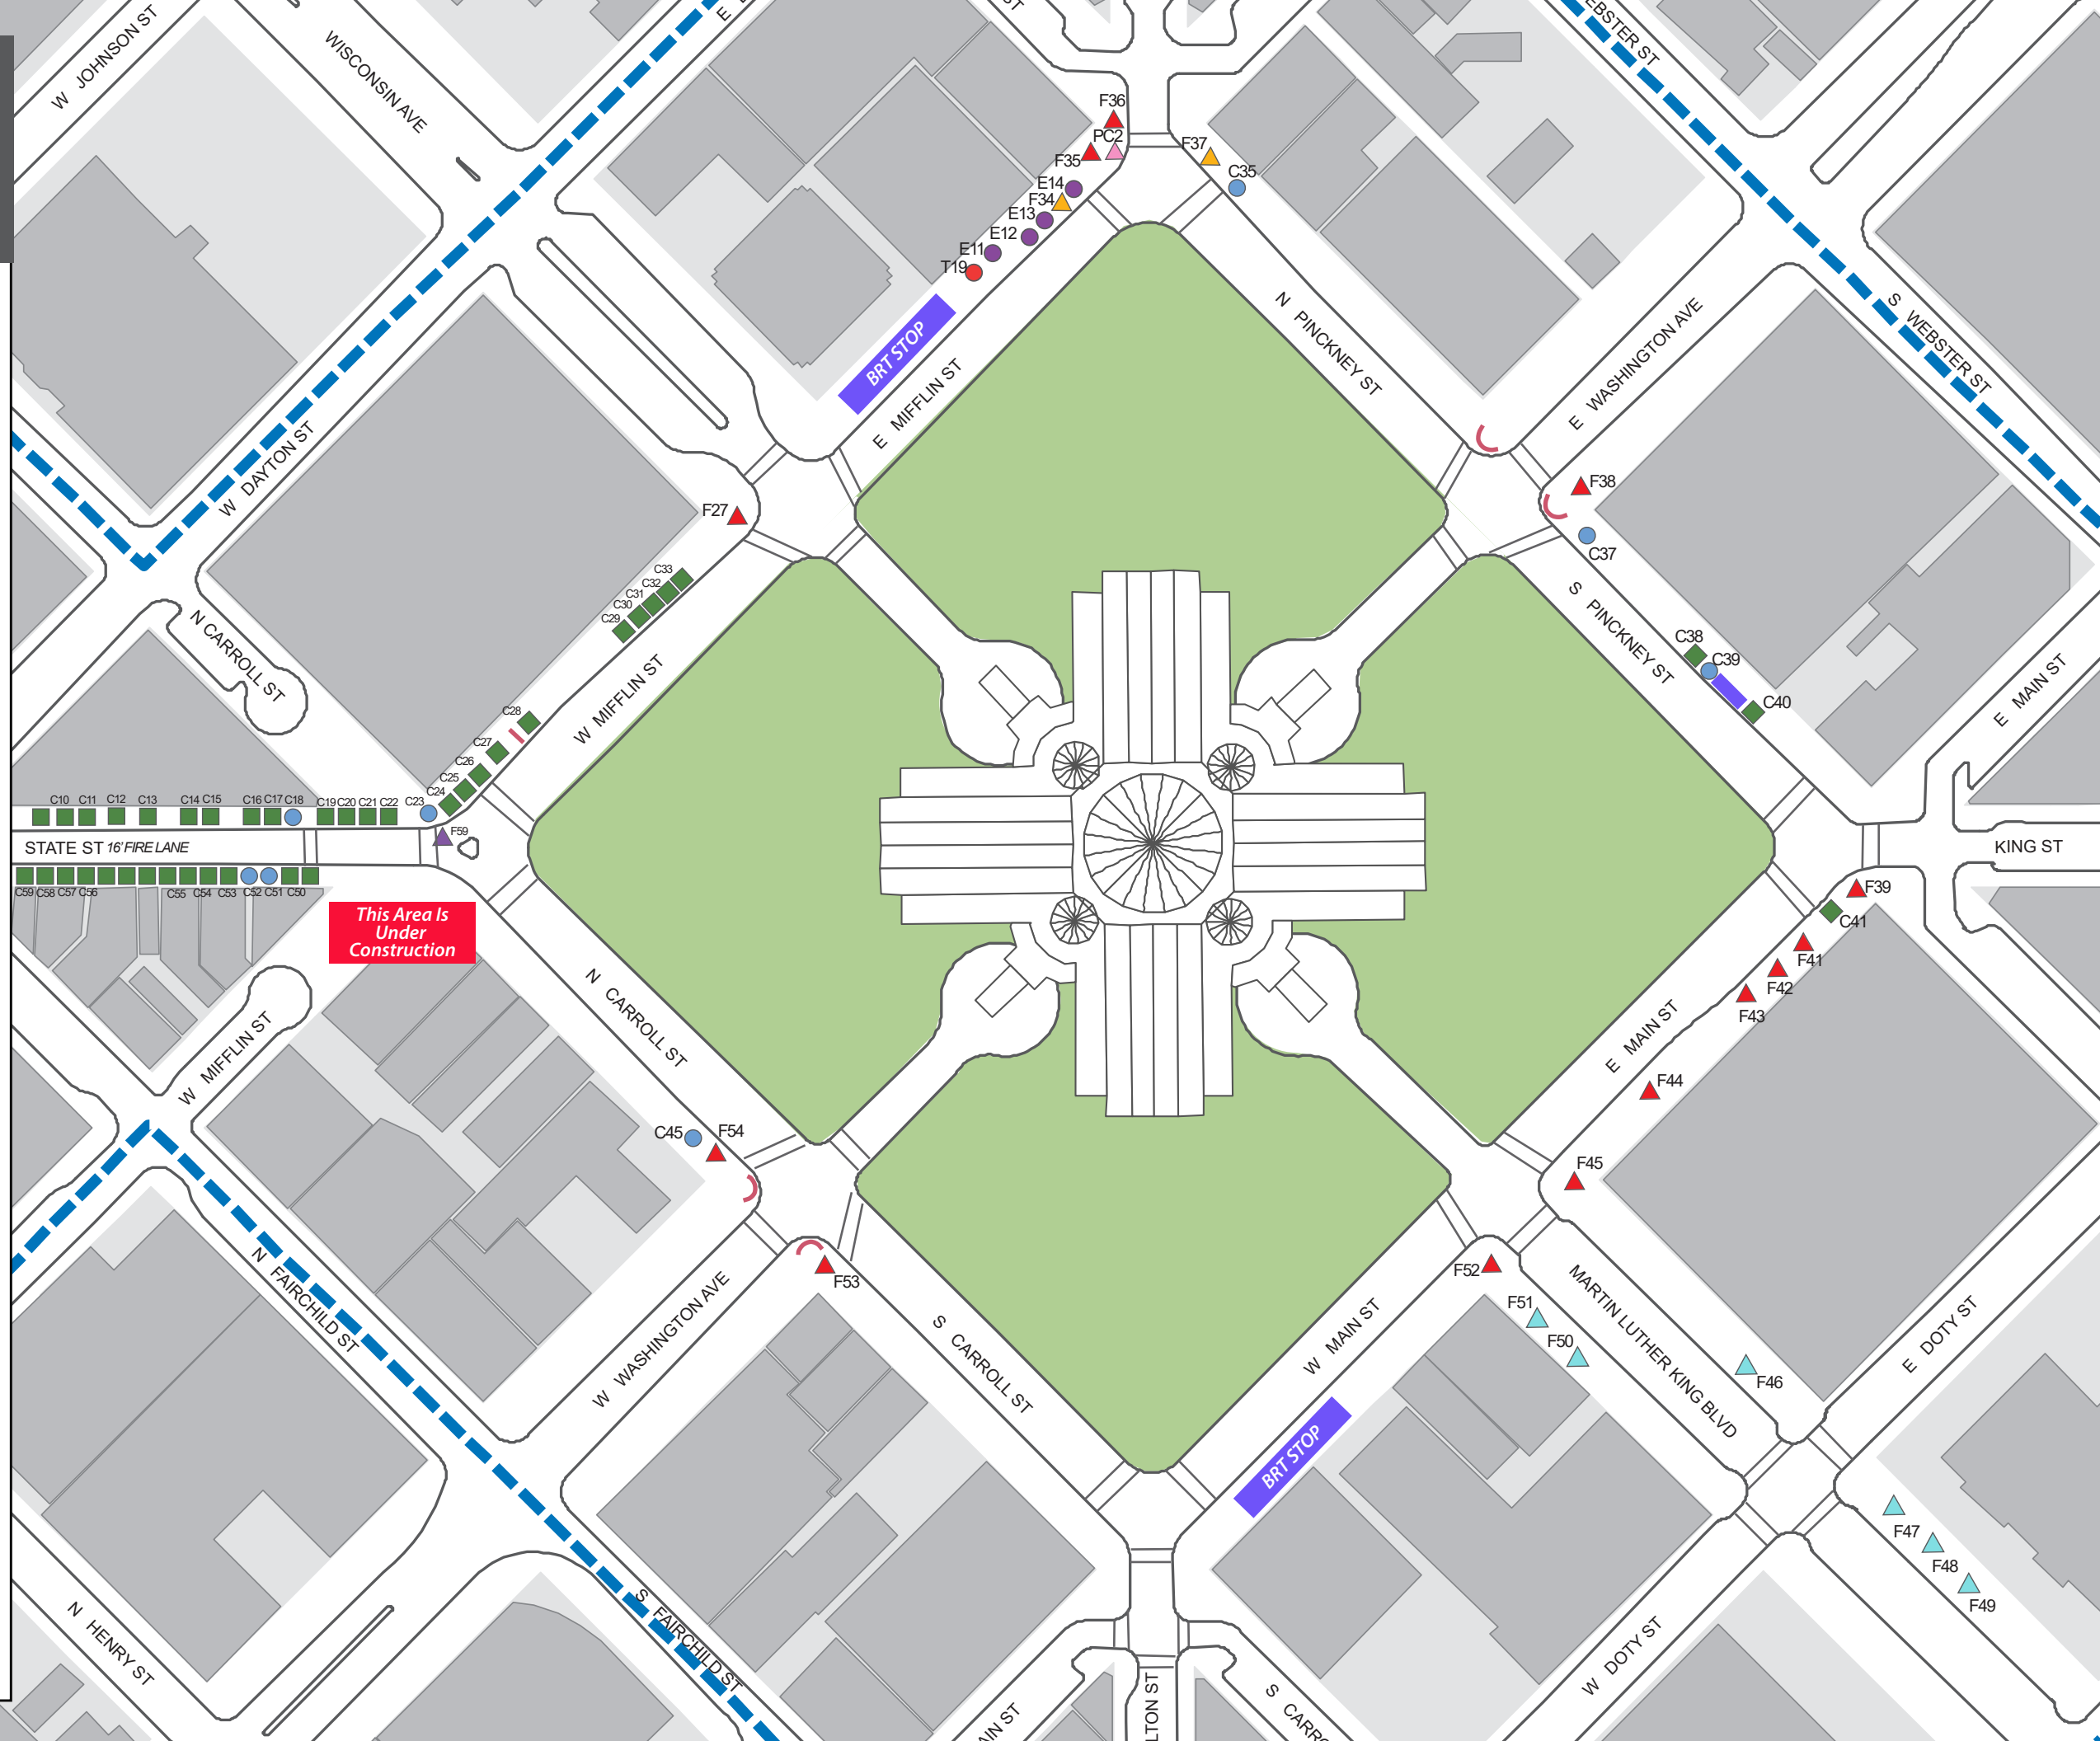 W JOHNSON ST
WISCONSIN AVE
F36
PC2
F35
F37
C35
E14
F34
E13
E12
E11
T19
BRT STOP
E MIFFLIN ST
N PINCKNEY ST
E WASHINGTON AVE
S WEBSTER ST
W DAYTON ST
F27
F38
C37
C33
C32
C31
C30
C29
N CARROLL ST
W MIFFLIN ST
S PINCKNEY ST
C38
C39
C40
E MAIN ST
C28
C27
C26
C25
C24
C23
C10
C11
C12
C13
C14
C15
C16
C17
C18
C19
C20
C21
C22
F59
STATE ST 16' FIRE LANE
KING ST
C59
C58
C57
C56
C55
C54
C53
C52
C51
C50
F39
C41
F41
F42
F43
This Area Is
Under
Construction
N CARROLL ST
W MIFFLIN ST
E MAIN ST
F44
C45
F54
F45
F53
F52
F51
F50
F46
N FAIRCHILD ST
W WASHINGTON AVE
S CARROLL ST
W MAIN ST
MARTIN LUTHER KING BLVD
E DOTY ST
BRT STOP
F47
F48
F49
N HENRY ST
S FAIRCHILD ST
W DOTY ST
AIN ST
LTON ST
S CARRO